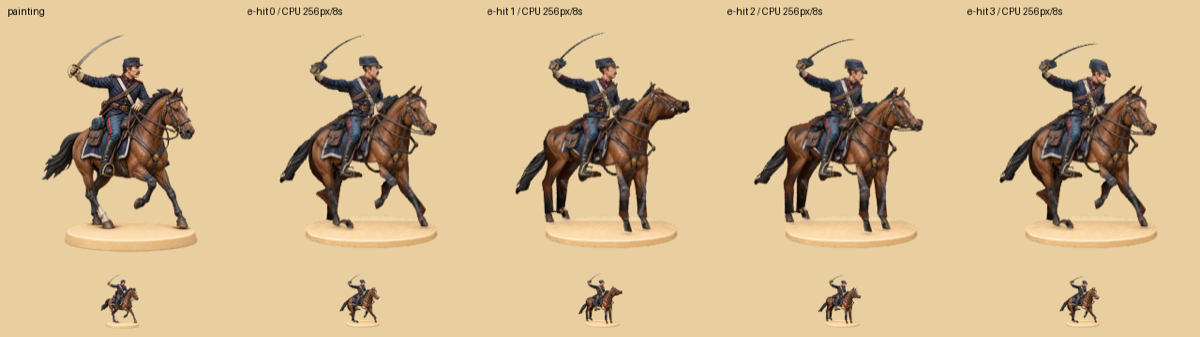 painting
e-hit 0 / CPU 256px/8s
e-hit 1 / CPU 256px/8s
e-hit 2 / CPU 256px/8s
e-hit 3 / CPU 256px/8s